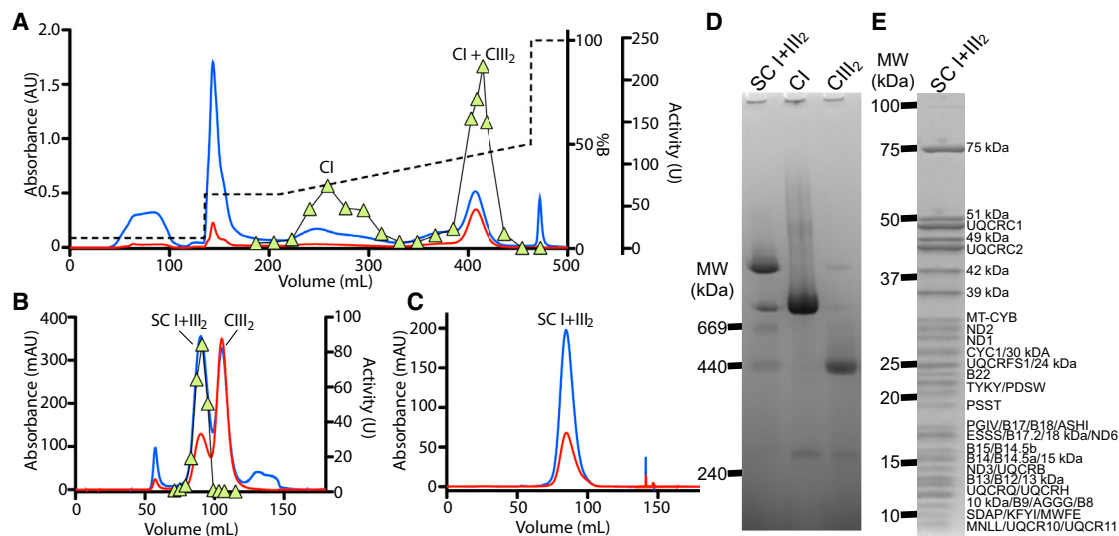 A
2.0
1.5
1.0
0.5
0
Absorbance (AU)
0
100
200
300
400
500
Volume (mL)
CI
CI + CIII₂
100
50
0
%B
250
200
150
100
50
0
Activity (U)
B
400
300
200
100
0
Absorbance (mAU)
0
50
100
150
Volume (mL)
SC I+III₂
CIII₂
100
80
60
40
20
0
Activity (U)
C
200
150
100
50
0
Absorbance (mAU)
0
50
100
150
Volume (mL)
SC I+III₂
D
SC I+III₂
CI
CIII₂
MW
(kDa)
669
440
240
E
MW
(kDa)
SC I+III₂
100
75
50
37
25
20
15
10
75 kDa
51 kDa
UQCRC1
49 kDa
UQCRC2
42 kDa
39 kDa
MT-CYB
ND2
ND1
CYC1/30 kDA
UQCRFS1/24 kDa
B22
TYKY/PDSW
PSST
PGIV/B17/B18/ASHI
ESSS/B17.2/18 kDa/ND6
B15/B14.5b
B14/B14.5a/15 kDa
ND3/UQCRB
B13/B12/13 kDa
UQCRQ/UQCRH
10 kDa/B9/AGGG/B8
SDAP/KFYI/MWFE
MNLL/UQCR10/UQCR11